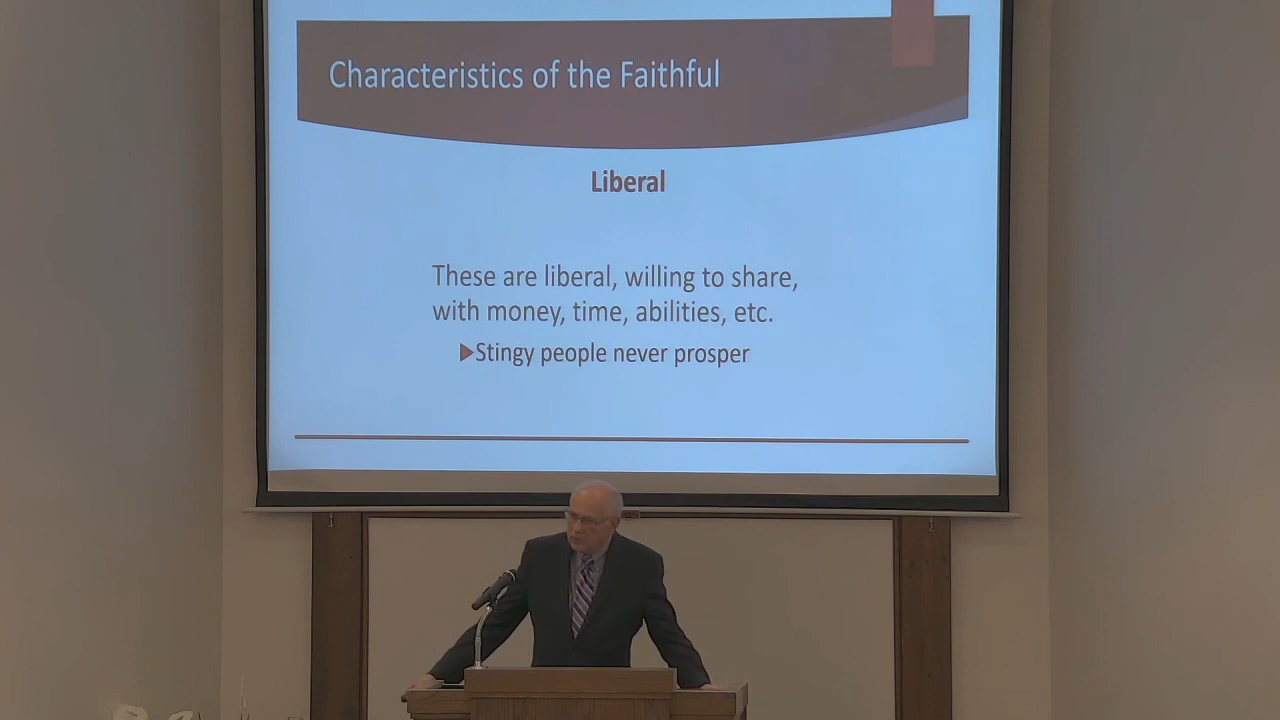 Characteristics of the Faithful
Liberal
These are liberal, willing to share,
with money, time, abilities, etc.
Stingy people never prosper